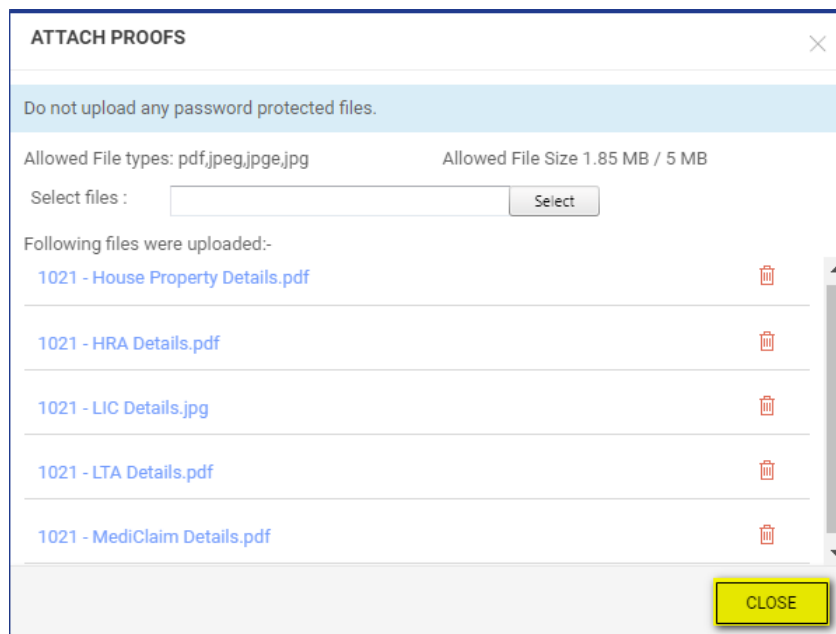 ATTACH PROOFS
Do not upload any password protected files.
Allowed File types: pdf,jpeg,jpge,jpg Allowed File Size 1.85 MB / 5 MB
Select files : Select
Following files were uploaded:-
1021 - House Property Details.pdf
1021 - HRA Details.pdf
1021 - LIC Details.jpg
1021 - LTA Details.pdf
1021 - MediClaim Details.pdf
CLOSE